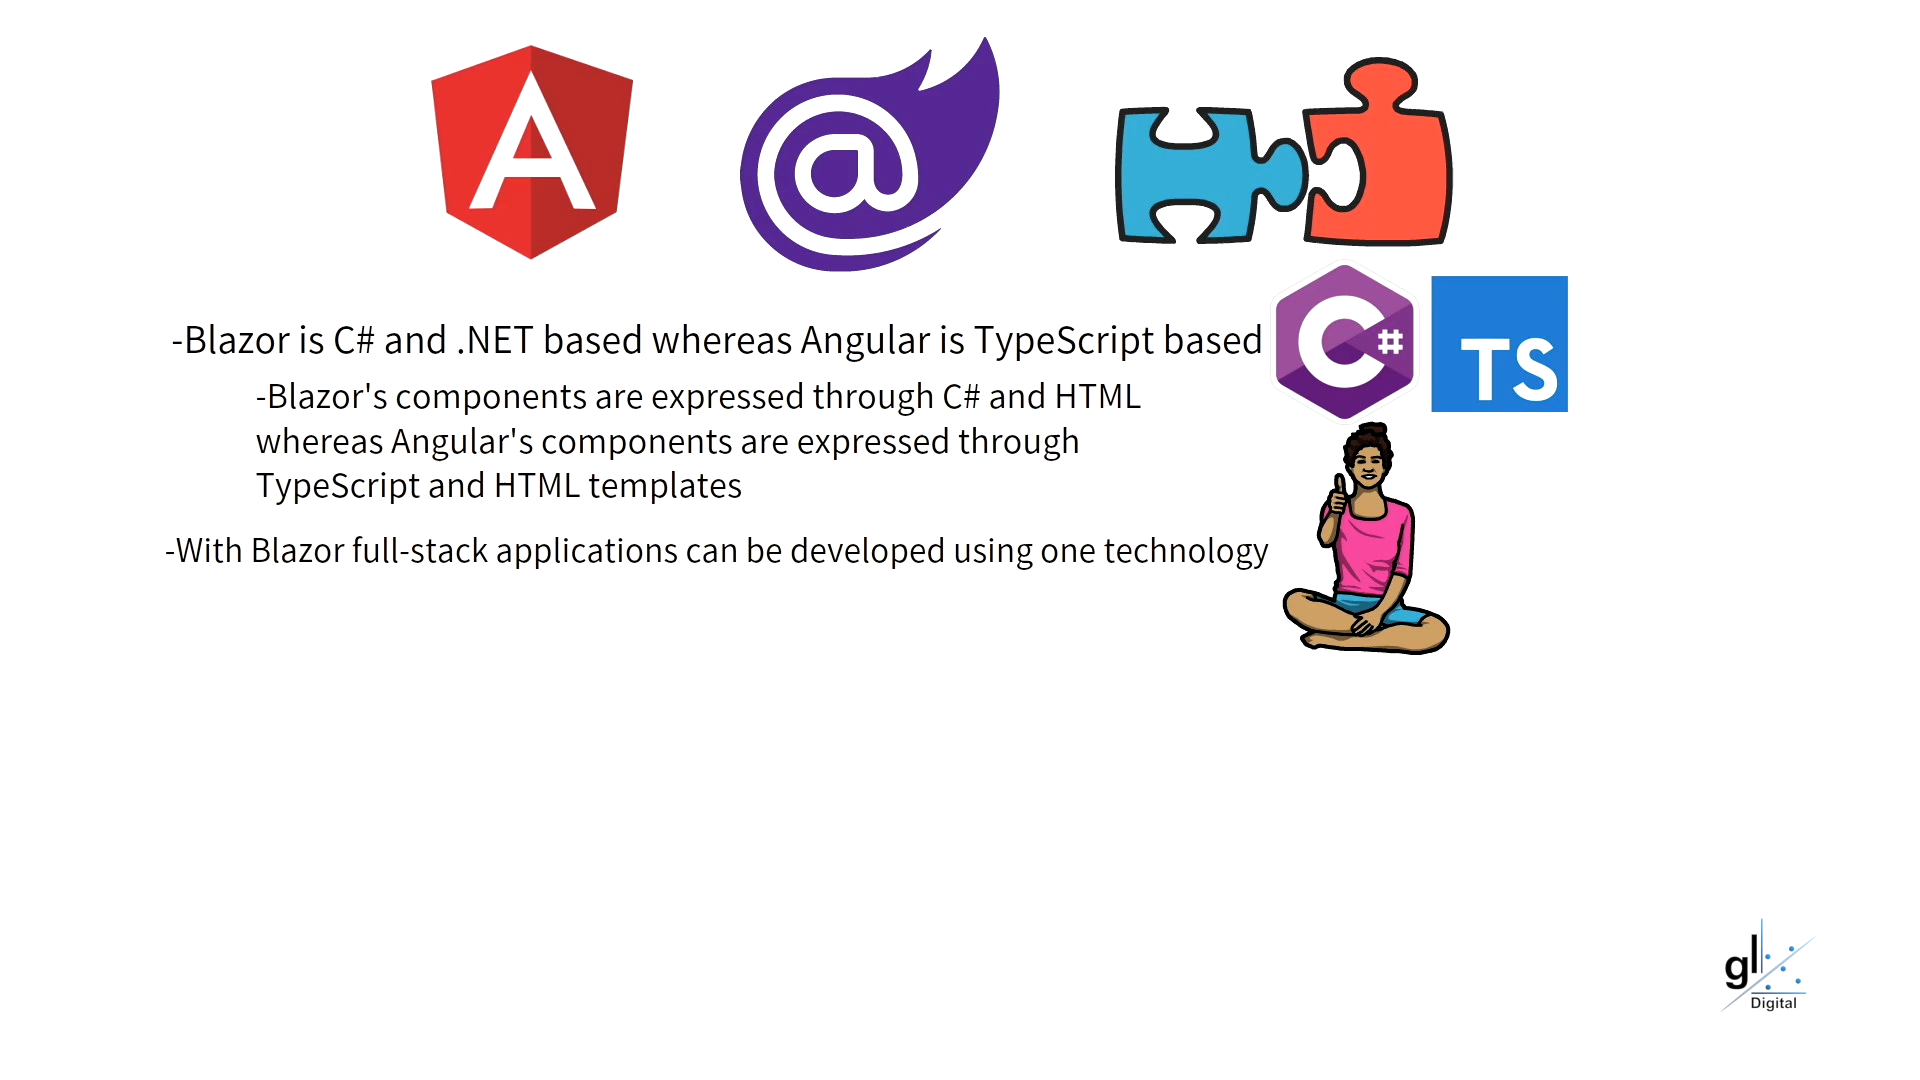 A
@
C#
TS
-Blazor is C# and .NET based whereas Angular is TypeScript based
-Blazor's components are expressed through C# and HTML
whereas Angular's components are expressed through
TypeScript and HTML templates
-With Blazor full-stack applications can be developed using one technology
gl
Digital